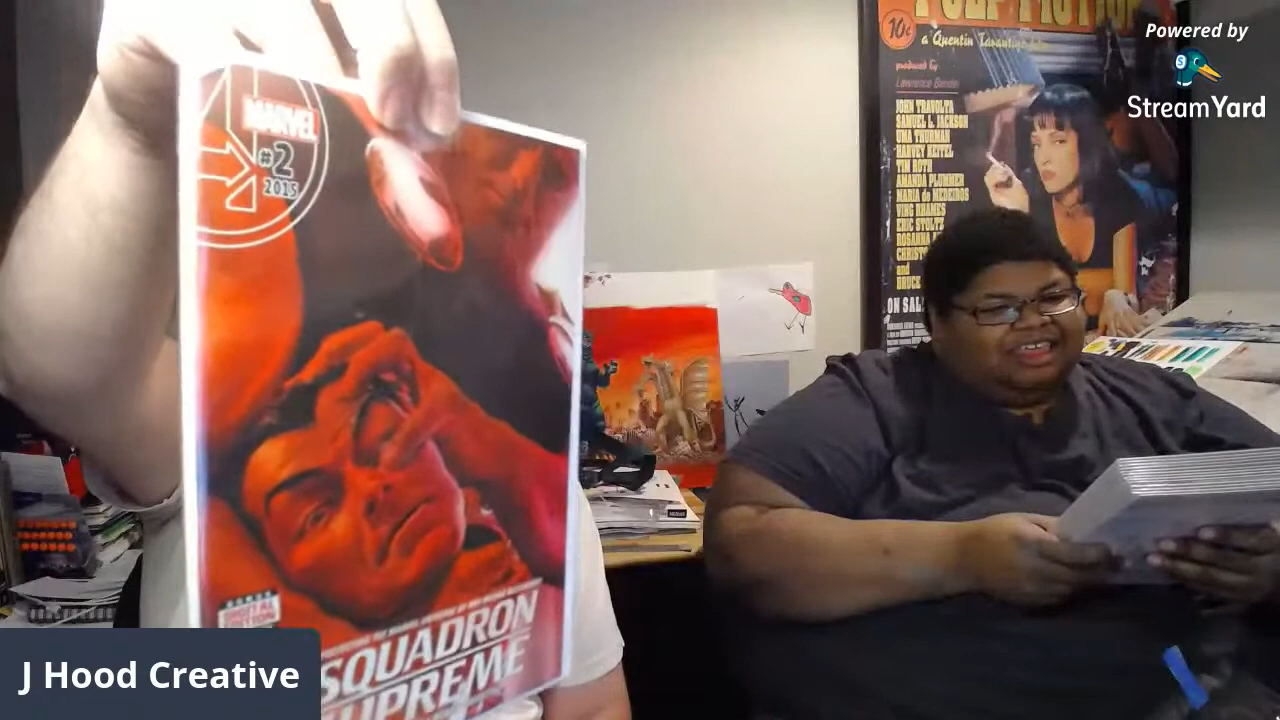 MARVEL
#2
2015
SQUADRON
SUPREME
J Hood Creative
PULP FICTION
10¢
a Quentin Tarantino
produced by
Lawrence Bender
JOHN TRAVOLTA
SAMUEL L. JACKSON
UMA THURMAN
HARVEY KEITEL
TIM ROTH
AMANDA PLUMMER
MARIA de MEDEIROS
VING RHAMES
ERIC STOLTZ
ROSANNA
CHRIST
and
BRUCE
ON SAL
Powered by
StreamYard